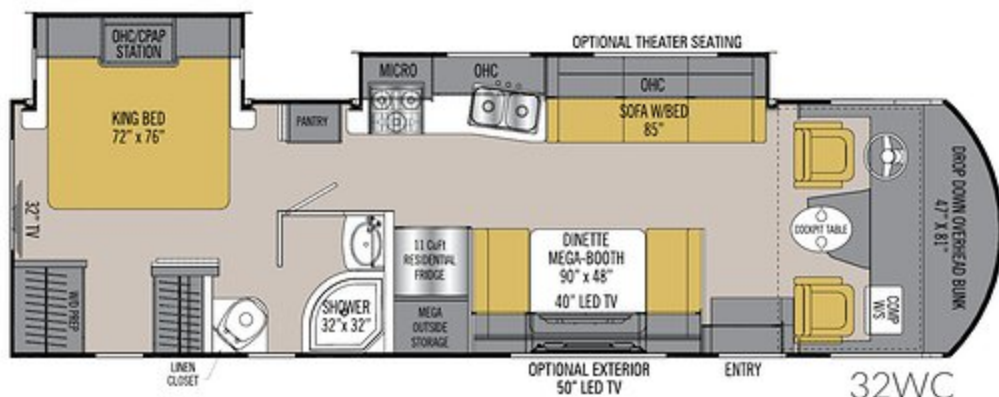 OHC/CPAP
STATION
KING BED
72" x 76"
32" TV
W/D PREP
LINEN
CLOSET
PANTRY
MICRO
OHC
OPTIONAL THEATER SEATING
OHC
SOFA W/BED
85"
SHOWER
32" x 32"
11 CuFt
RESIDENTIAL
FRIDGE
MEGA
OUTSIDE
STORAGE
DINETTE
MEGA-BOOTH
90" x 48"
40" LED TV
OPTIONAL EXTERIOR
50" LED TV
ENTRY
COCKPIT TABLE
COMP
W/S
DROP DOWN OVERHEAD BUNK
47" X 81"
32WC